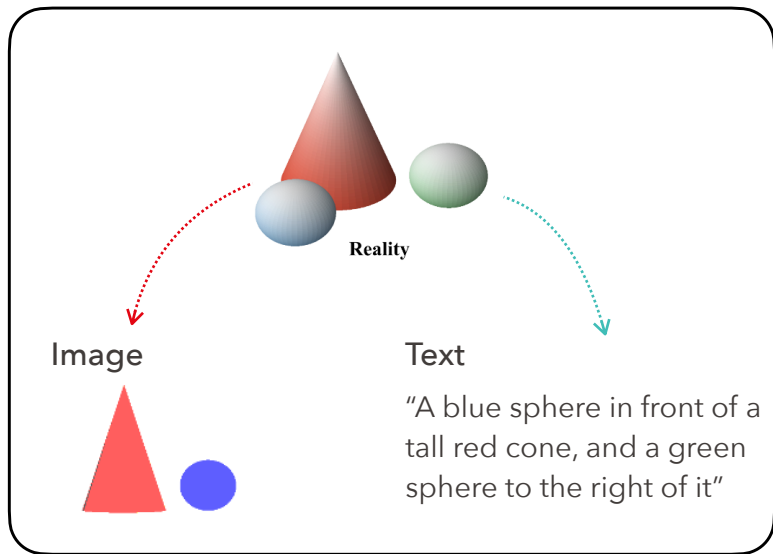 Reality
Image
Text
“A blue sphere in front of a
tall red cone, and a green
sphere to the right of it”